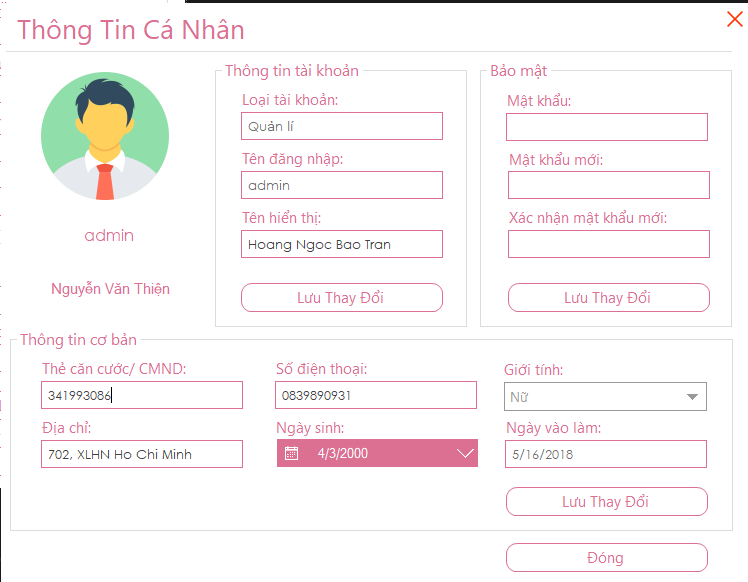 Thông Tin Cá Nhân
admin
Nguyễn Văn Thiện
Thông tin tài khoản
Loại tài khoản:
Quản lí
Tên đăng nhập:
admin
Tên hiển thị:
Hoang Ngoc Bao Tran
Lưu Thay Đổi
Bảo mật
Mật khẩu:
Mật khẩu mới:
Xác nhận mật khẩu mới:
Lưu Thay Đổi
Thông tin cơ bản
Thẻ căn cước/ CMND:
341993086
Số điện thoại:
0839890931
Giới tính:
Nữ
Địa chỉ:
702, XLHN Ho Chi Minh
Ngày sinh:
4/3/2000
Ngày vào làm:
5/16/2018
Lưu Thay Đổi
Đóng